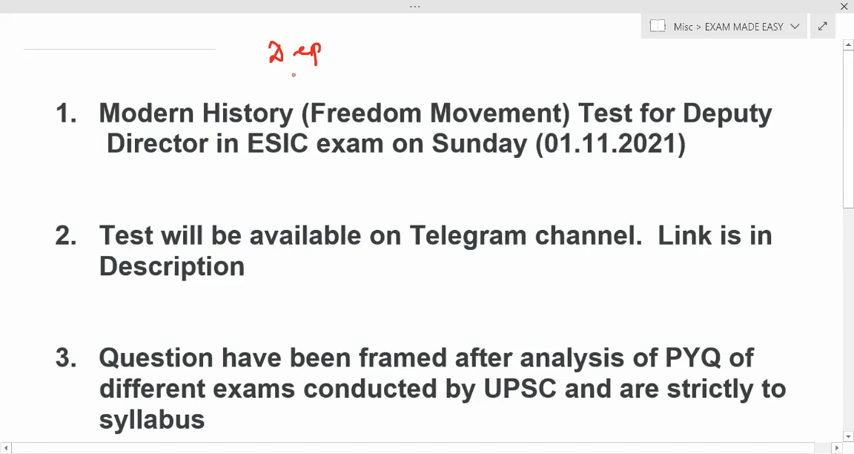 Misc > EXAM MADE EASY
Dep
1. Modern History (Freedom Movement) Test for Deputy
Director in ESIC exam on Sunday (01.11.2021)
2. Test will be available on Telegram channel. Link is in
Description
3. Question have been framed after analysis of PYQ of
different exams conducted by UPSC and are strictly to
syllabus